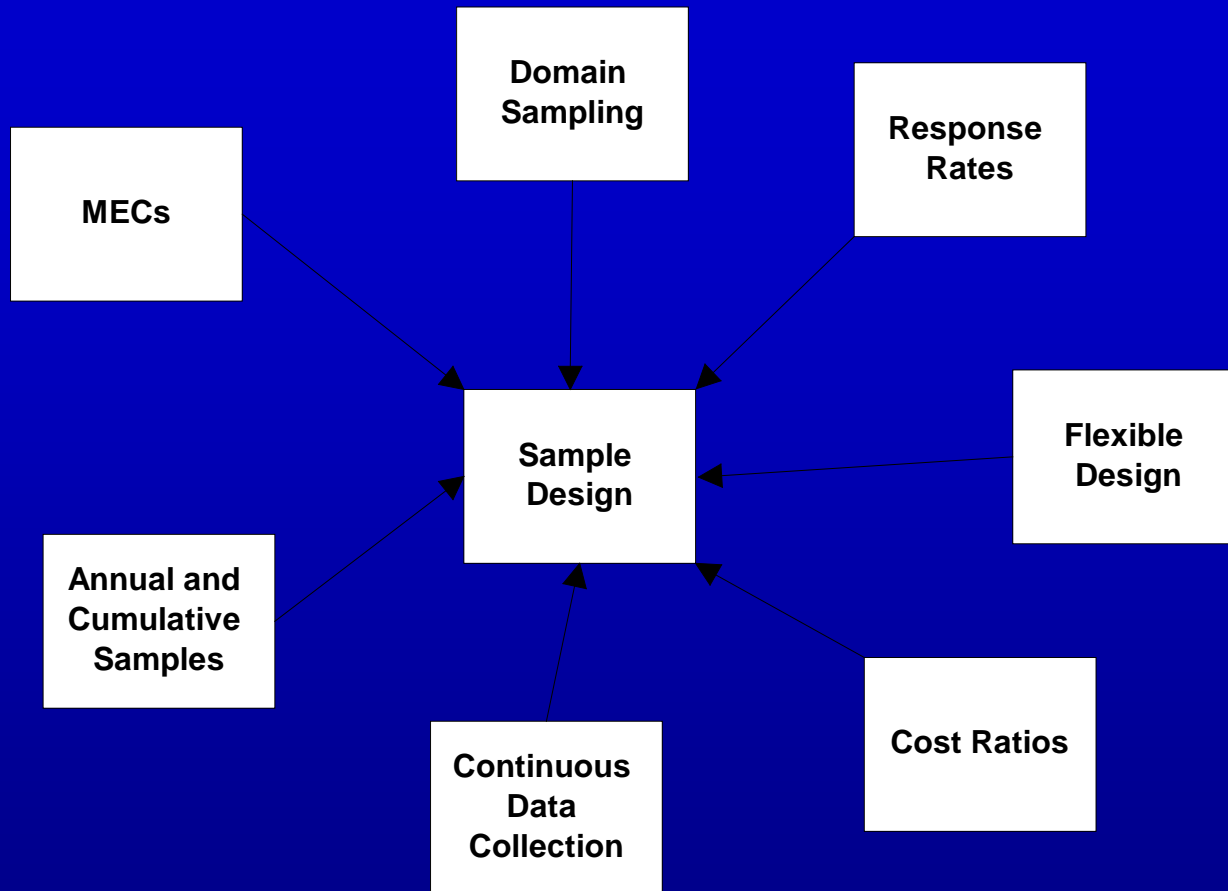 Domain
Sampling
Response
Rates
MECs
Flexible
Design
Sample
Design
Annual and
Cumulative
Samples
Cost Ratios
Continuous
Data
Collection